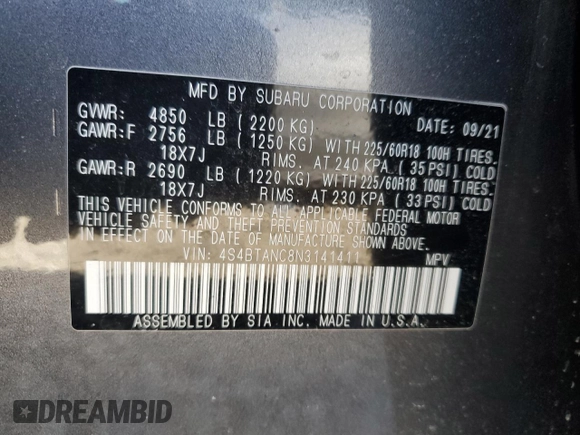 MFD BY SUBARU CORPORATION
GVWR: 4850 LB (2200 KG) DATE: 09/21
GAWR:F 2756 LB (1250 KG) WITH 225/60R18 100H TIRES,
18X7J RIMS, AT 240 KPA (35 PSI) COLD
GAWR:R 2690 LB (1220 KG) WITH 225/60R18 100H TIRES,
18X7J RIMS, AT 230 KPA (33 PSI) COLD
THIS VEHICLE CONFORMS TO ALL APPLICABLE FEDERAL MOTOR
VEHICLE SAFETY AND THEFT PREVENTION STANDARDS
IN EFFECT ON THE DATE OF MANUFACTURE SHOWN ABOVE.
VIN: 4S4BTANC8N3141411 MPV
ASSEMBLED BY SIA INC. MADE IN U.S.A.
DREAMBID